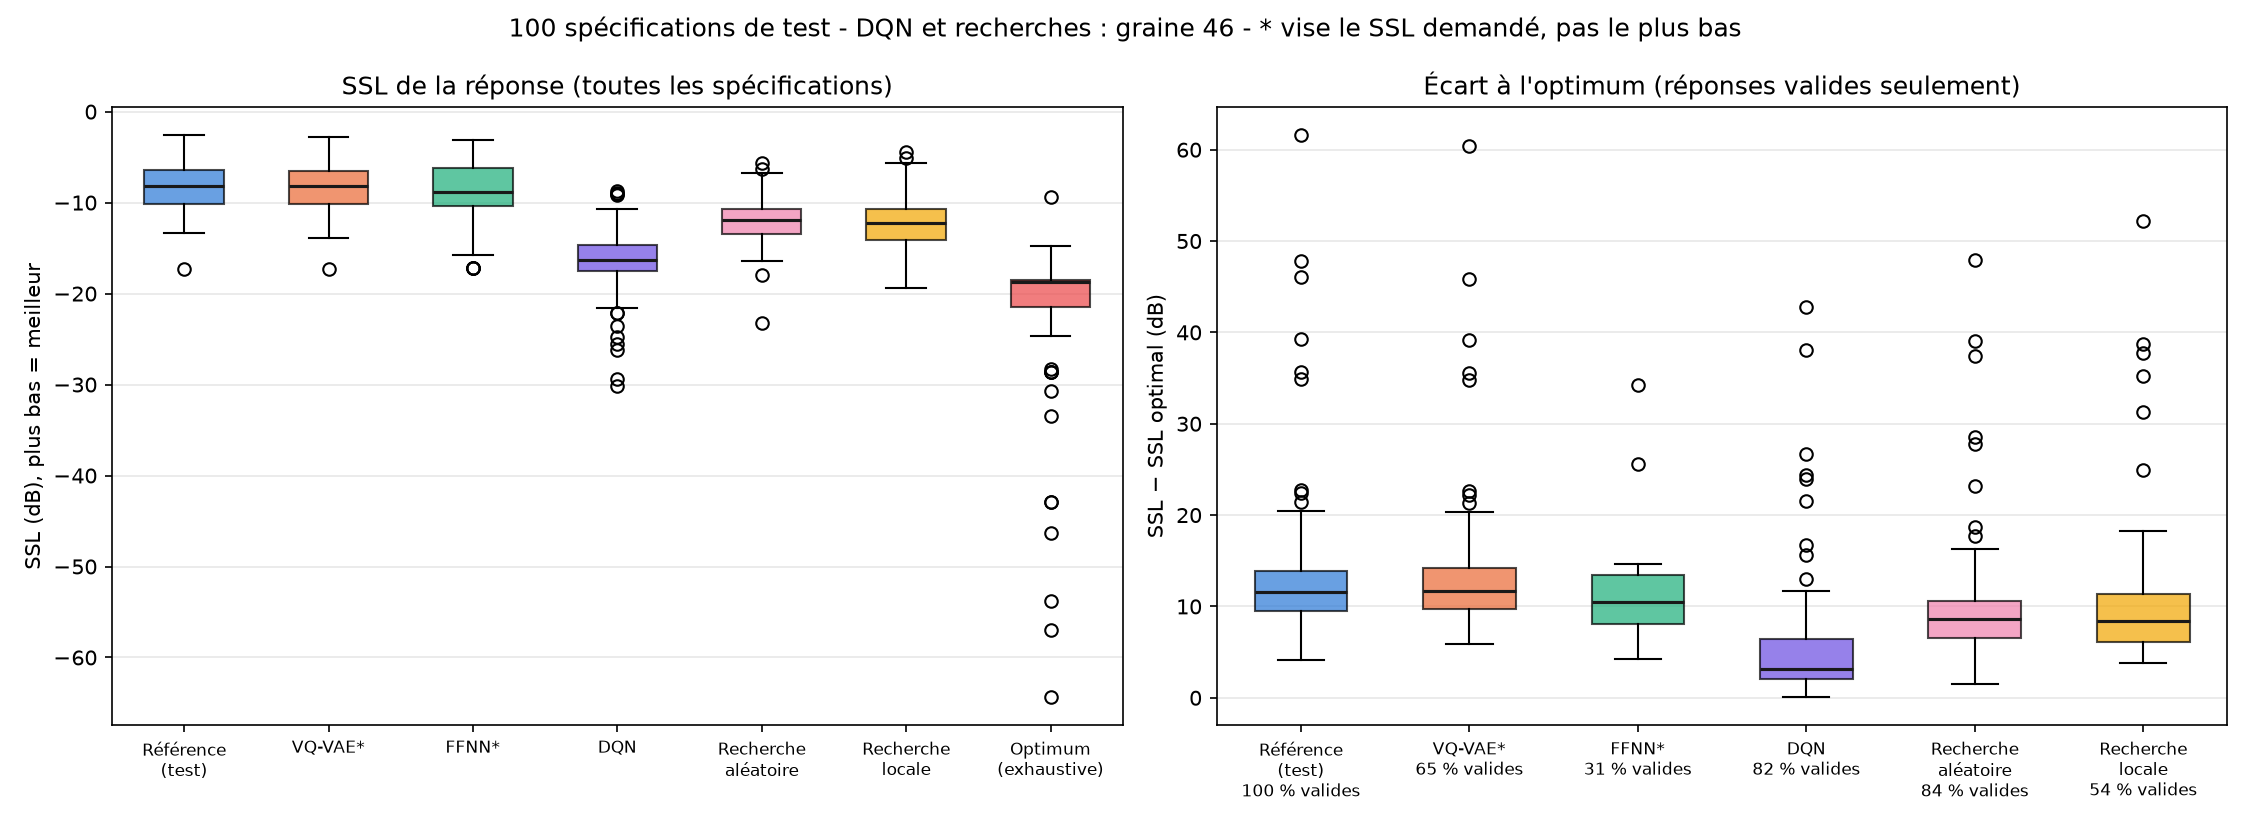 100 spécifications de test - DQN et recherches : graine 46 - * vise le SSL demandé, pas le plus bas
SSL de la réponse (toutes les spécifications)
SSL (dB), plus bas = meilleur
0
−10
−20
−30
−40
−50
−60
Référence
(test)
VQ-VAE*
FFNN*
DQN
Recherche
aléatoire
Recherche
locale
Optimum
(exhaustive)
Écart à l'optimum (réponses valides seulement)
SSL − SSL optimal (dB)
60
50
40
30
20
10
0
Référence
(test)
100 % valides
VQ-VAE*
65 % valides
FFNN*
31 % valides
DQN
82 % valides
Recherche
aléatoire
84 % valides
Recherche
locale
54 % valides